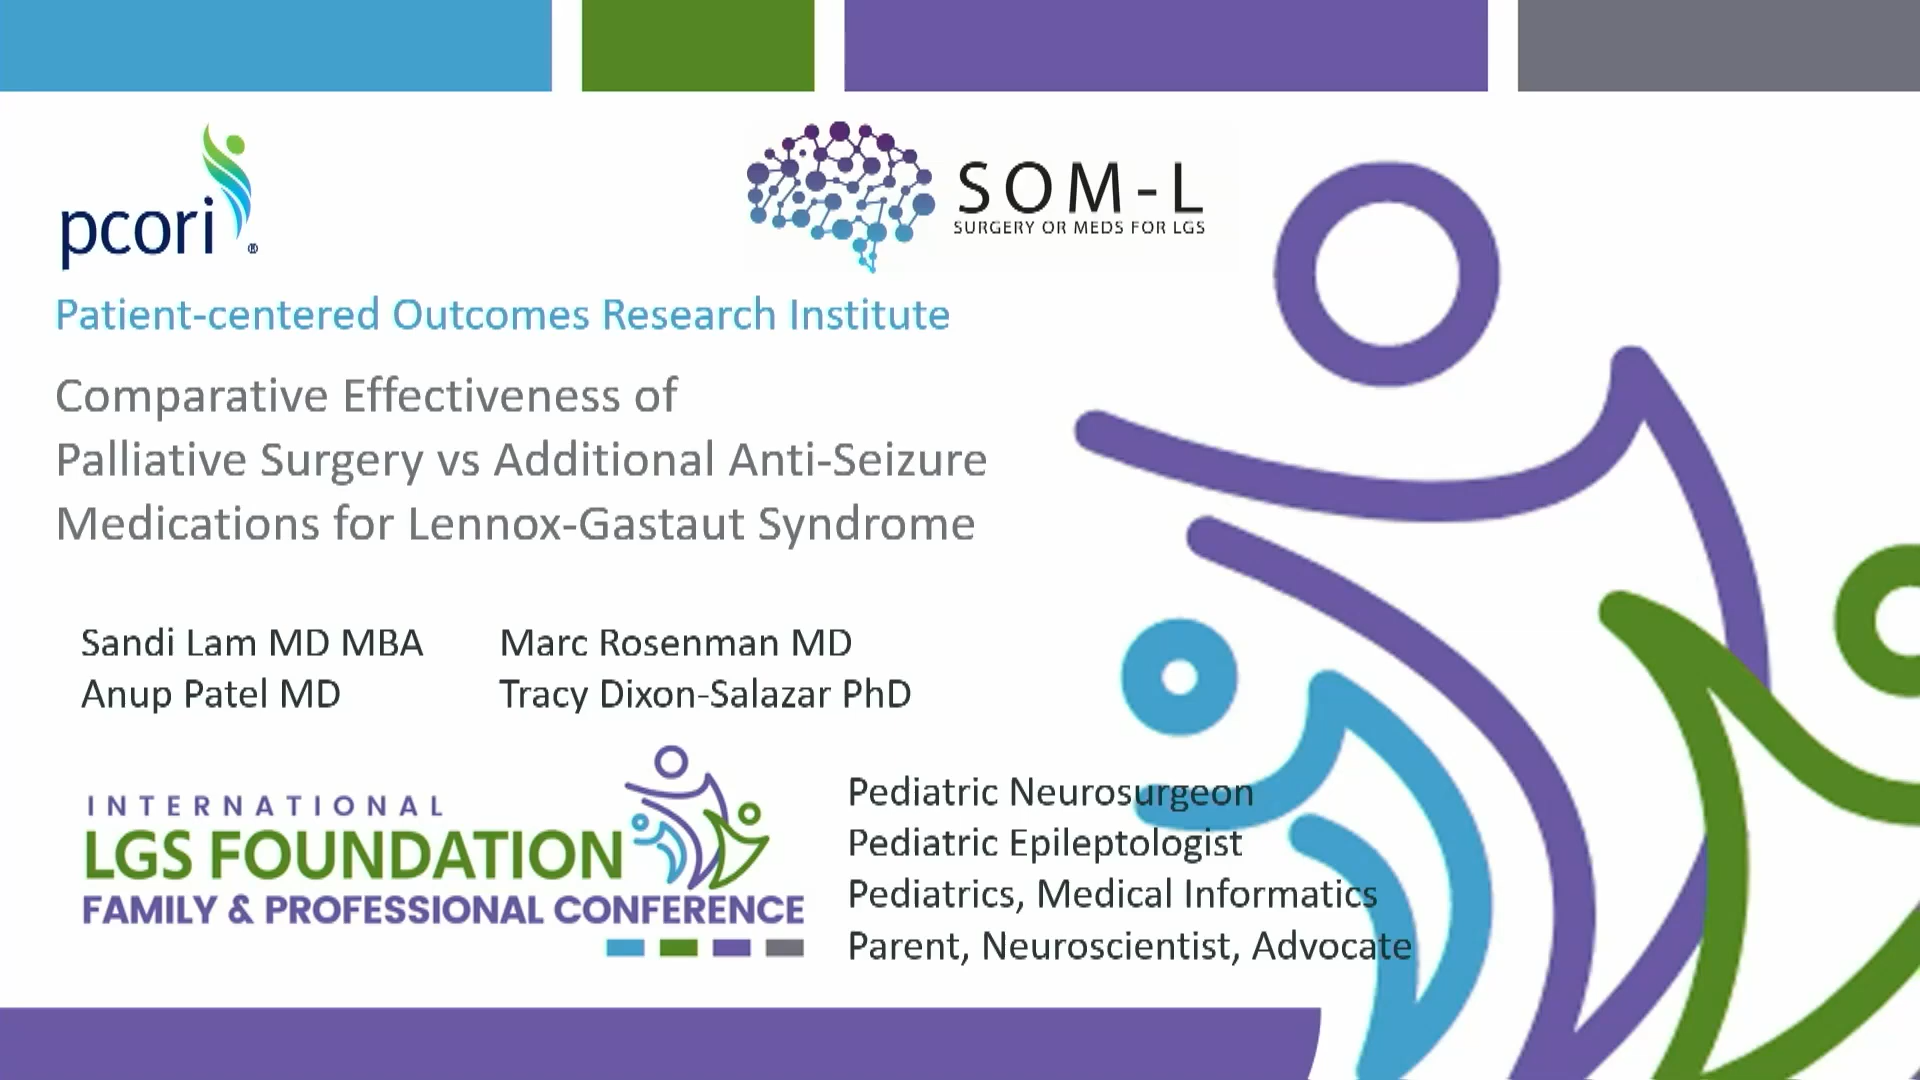 pcori®
SOM-L
SURGERY OR MEDS FOR LGS
Patient-centered Outcomes Research Institute
Comparative Effectiveness of
Palliative Surgery vs Additional Anti-Seizure
Medications for Lennox-Gastaut Syndrome
Sandi Lam MD MBA
Anup Patel MD
Marc Rosenman MD
Tracy Dixon-Salazar PhD
INTERNATIONAL
LGS FOUNDATION
FAMILY & PROFESSIONAL CONFERENCE
Pediatric Neurosurgeon
Pediatric Epileptologist
Pediatrics, Medical Informatics
Parent, Neuroscientist, Advocate